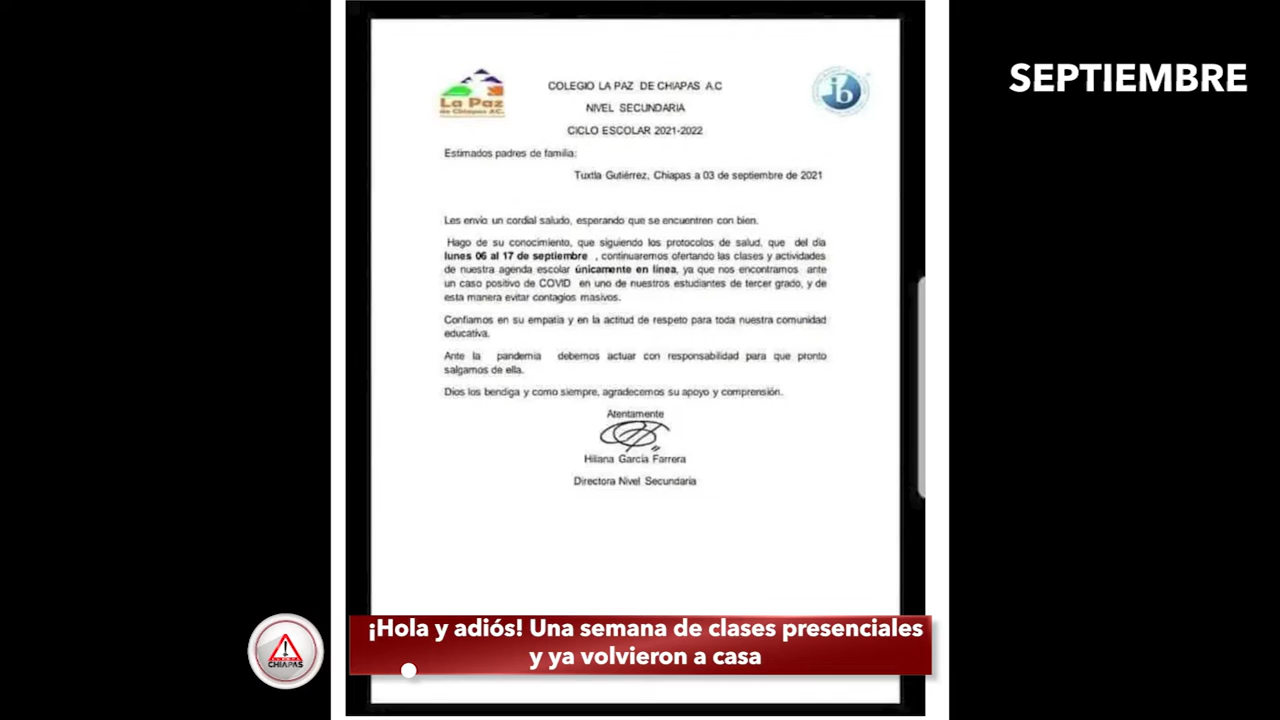 SEPTIEMBRE
La Paz
de Chiapas A.C.
ib
COLEGIO LA PAZ DE CHIAPAS A.C
NIVEL SECUNDARIA
CICLO ESCOLAR 2021-2022
Estimados padres de familia:
Tuxtla Gutiérrez, Chiapas a 03 de septiembre de 2021
Les envío un cordial saludo, esperando que se encuentren con bien.
Hago de su conocimiento, que siguiendo los protocolos de salud, que del día
lunes 06 al 17 de septiembre , continuaremos ofertando las clases y actividades
de nuestra agenda escolar únicamente en línea, ya que nos encontramos ante
un caso positivo de COVID en uno de nuestros estudiantes de tercer grado, y de
esta manera evitar contagios masivos.
Confiamos en su empatía y en la actitud de respeto para toda nuestra comunidad
educativa.
Ante la pandemia debemos actuar con responsabilidad para que pronto
salgamos de ella.
Dios los bendiga y como siempre, agradecemos su apoyo y comprensión.
Atentamente
Hiliana García Farrera
Directora Nivel Secundaria
¡Hola y adiós! Una semana de clases presenciales
y ya volvieron a casa
CHIAPAS